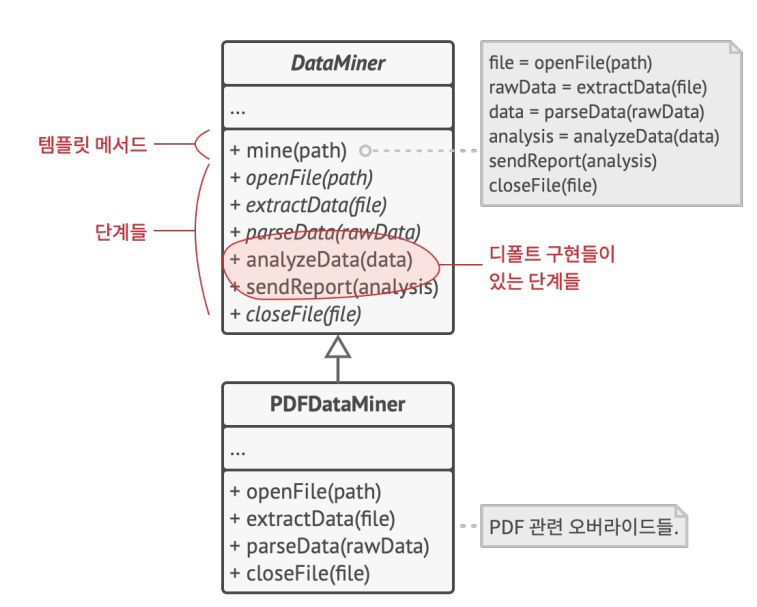 DataMiner
...
템플릿 메서드
+ mine(path)
file = openFile(path)
rawData = extractData(file)
data = parseData(rawData)
analysis = analyzeData(data)
sendReport(analysis)
closeFile(file)
단계들
+ openFile(path)
+ extractData(file)
+ parseData(rawData)
+ analyzeData(data)
+ sendReport(analysis)
+ closeFile(file)
디폴트 구현들이
있는 단계들
PDFDataMiner
...
+ openFile(path)
+ extractData(file)
+ parseData(rawData)
+ closeFile(file)
PDF 관련 오버라이드들.